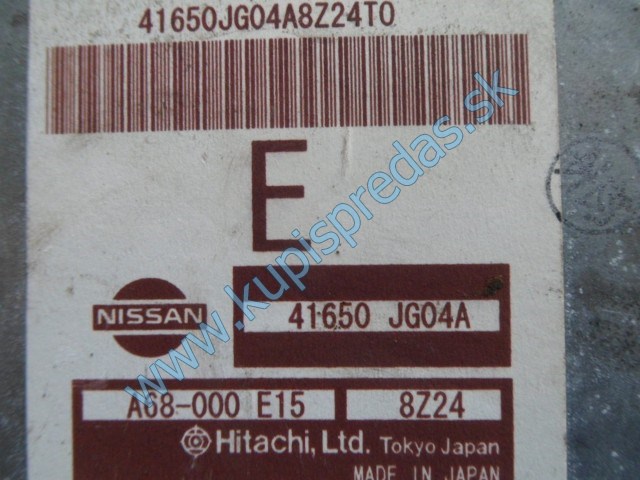 41650JG04A8Z24T0
E
NISSAN
41650 JG04A
A68-000 E15
8Z24
Hitachi, Ltd. Tokyo Japan
MADE IN JAPAN
www.kupispredas.sk